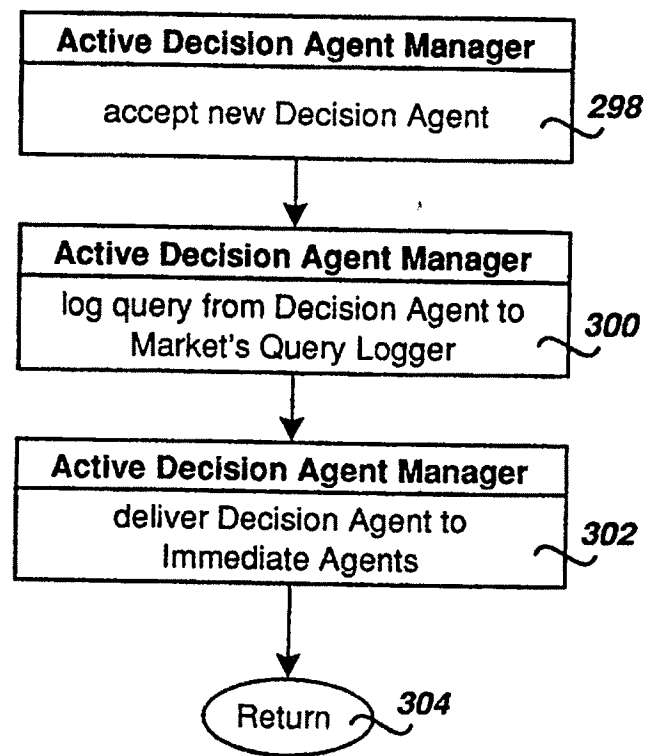 Active Decision Agent Manager
accept new Decision Agent
298
Active Decision Agent Manager
log query from Decision Agent to
Market's Query Logger
300
Active Decision Agent Manager
deliver Decision Agent to
Immediate Agents
302
Return
304